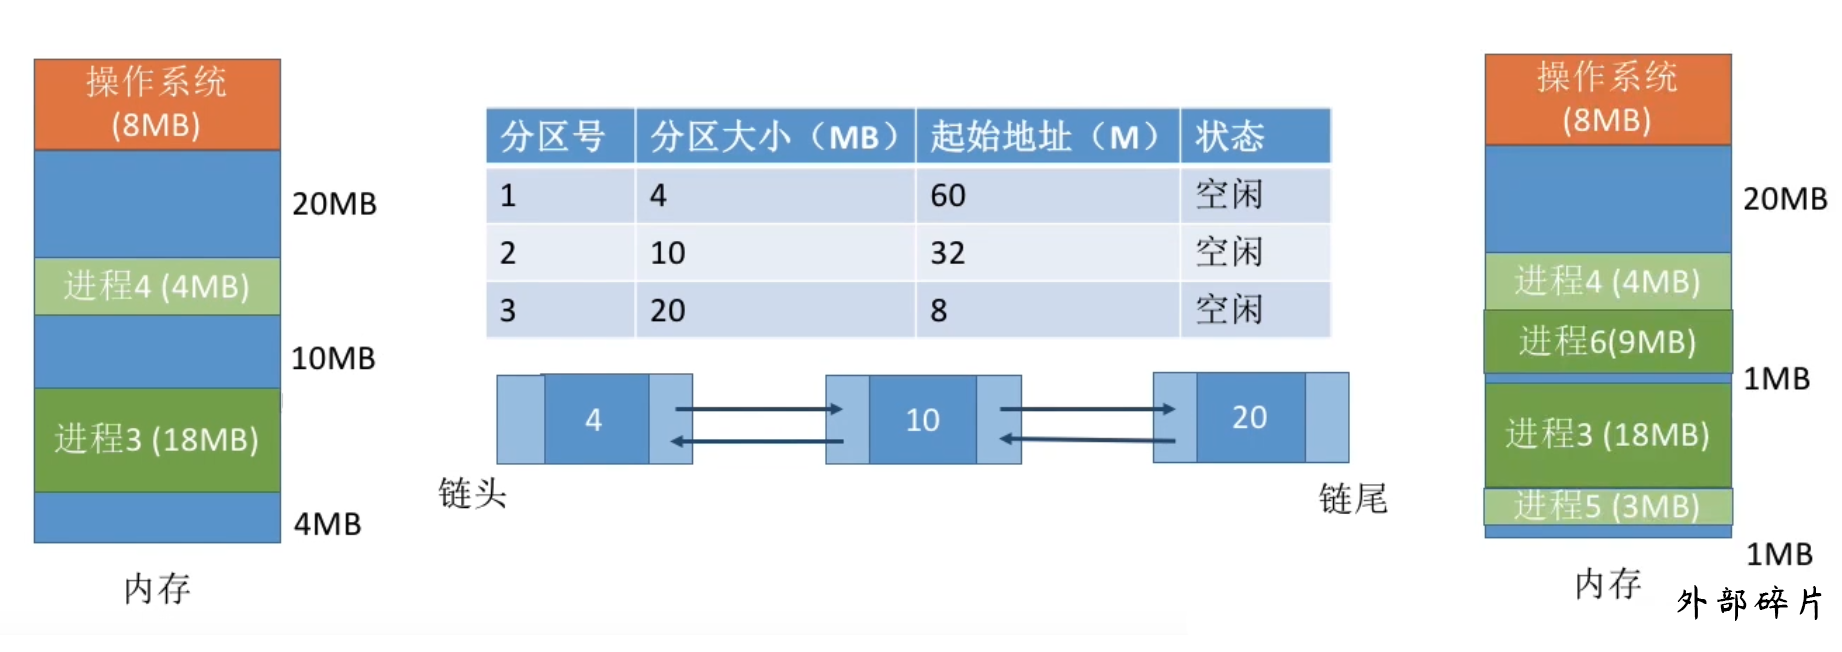 操作系统
(8MB)
20MB
进程4 (4MB)
10MB
进程3 (18MB)
4MB
内存
分区号 分区大小（MB） 起始地址（M） 状态
1 4 60 空闲
2 10 32 空闲
3 20 8 空闲
4 10 20
链头 链尾
操作系统
(8MB)
20MB
进程4 (4MB)
进程6(9MB)
1MB
进程3 (18MB)
进程5 (3MB)
1MB
内存
外部碎片